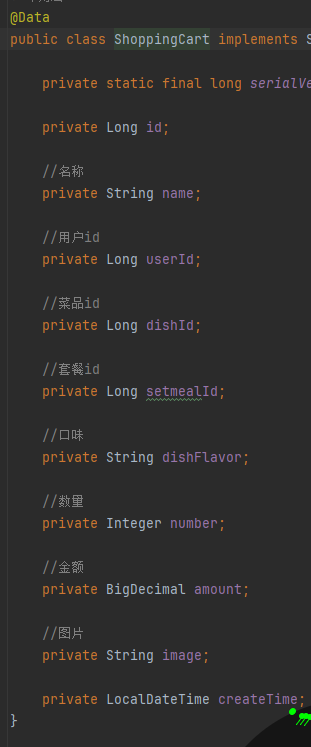 @Data
public class ShoppingCart implements
private static final long
private Long id;
//名称
private String name;
//用户id
private Long userId;
//菜品id
private Long dishId;
//套餐id
private Long setmealId;
//口味
private String dishFlavor;
//数量
private Integer number;
//金额
private BigDecimal amount;
//图片
private String image;
private LocalDateTime createTime;
}